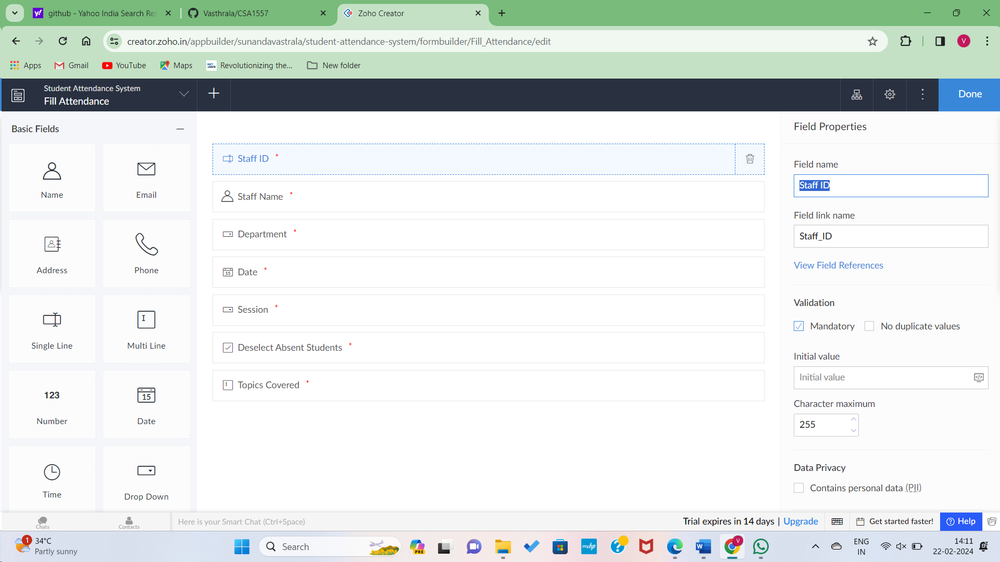 github - Yahoo India Search Res
Vasthrala/CSA1557
Zoho Creator
creator.zoho.in/appbuilder/sunandavastrala/student-attendance-system/formbuilder/Fill_Attendance/edit
V
Apps
Gmail
YouTube
Maps
Revolutionizing the...
New folder
Student Attendance System
Fill Attendance
Done
Basic Fields
Name
Email
Address
Phone
Single Line
Multi Line
123
Number
15
Date
Time
Drop Down
Staff ID *
Staff Name *
Department *
15 Date *
Session *
Deselect Absent Students *
Topics Covered *
Field Properties
Field name
Staff ID
Field link name
Staff_ID
View Field References
Validation
Mandatory
No duplicate values
Initial value
Initial value
Character maximum
255
Data Privacy
Contains personal data (PII)
Chats
Contacts
Here is your Smart Chat (Ctrl+Space)
Trial expires in 14 days | Upgrade
Get started faster!
Help
1
34°C
Partly sunny
Search
PRE
myhp
V
ENG
IN
14:11
22-02-2024